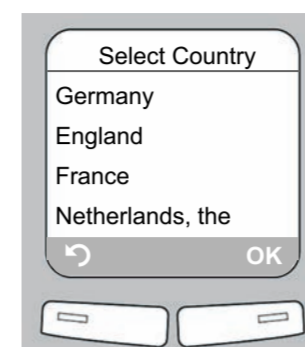 Select Country
Germany
England
France
Netherlands, the
OK